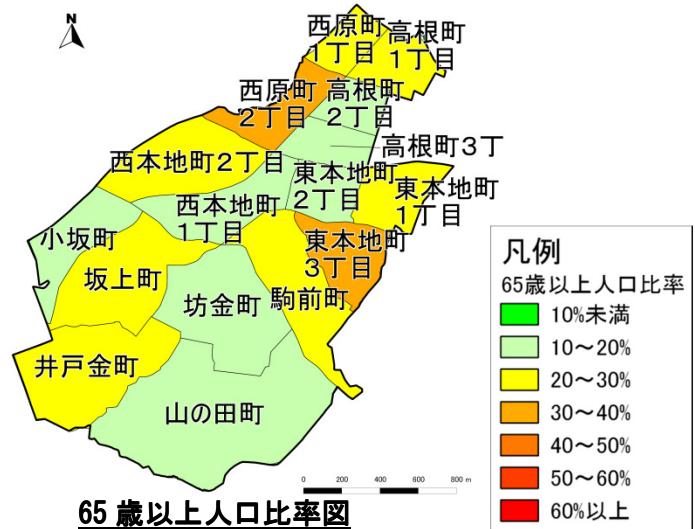 N
西原町
1丁目
高根町
1丁目
西原町
2丁目
高根町
2丁目
高根町3丁
西本地町2丁目
東本地町
2丁目
東本地町
1丁目
西本地町
1丁目
小坂町
東本地町
3丁目
坂上町
坊金町
駒前町
井戸金町
山の田町
凡例
65歳以上人口比率
10%未満
10～20%
20～30%
30～40%
40～50%
50～60%
60%以上
0 200 400 600 800 m
65 歳以上人口比率図